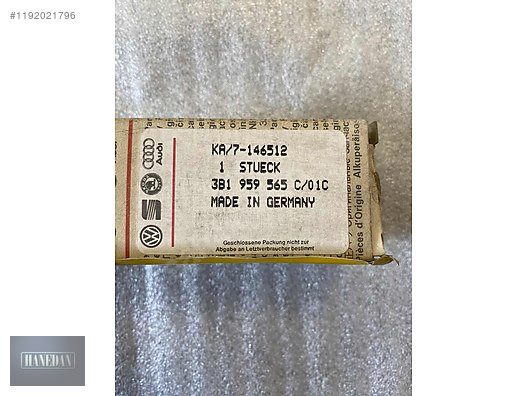 #1192021796
KA/7-146512
1 STUECK
3B1 959 565 C/01C
MADE IN GERMANY
Geschlossene Packung nicht zur
Abgabe an Letztverbraucher bestimmt
Audi
Pièces d'Origine Alkuperäiso
HANEDAN